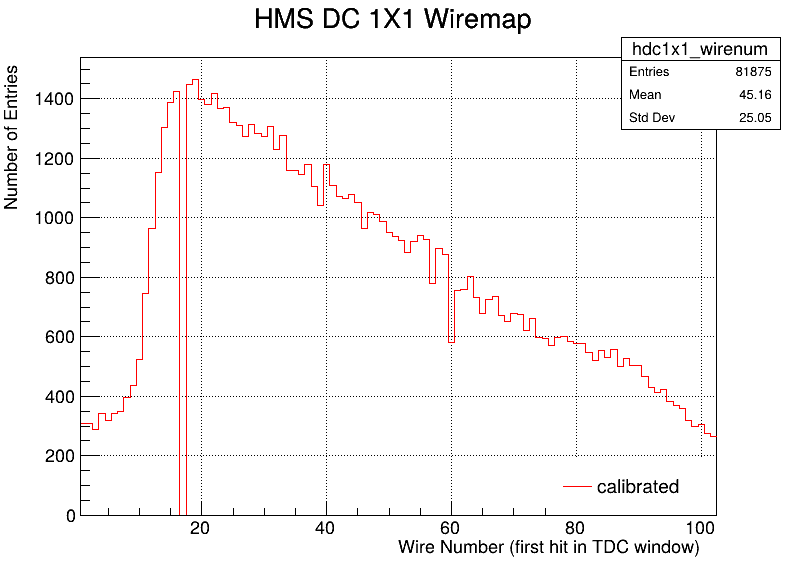 HMS DC 1X1 Wiremap
hdc1x1_wirenum
Entries 81875
Mean 45.16
Std Dev 25.05
Number of Entries
1400
1200
1000
800
600
400
200
0
calibrated
20 40 60 80 100
Wire Number (first hit in TDC window)